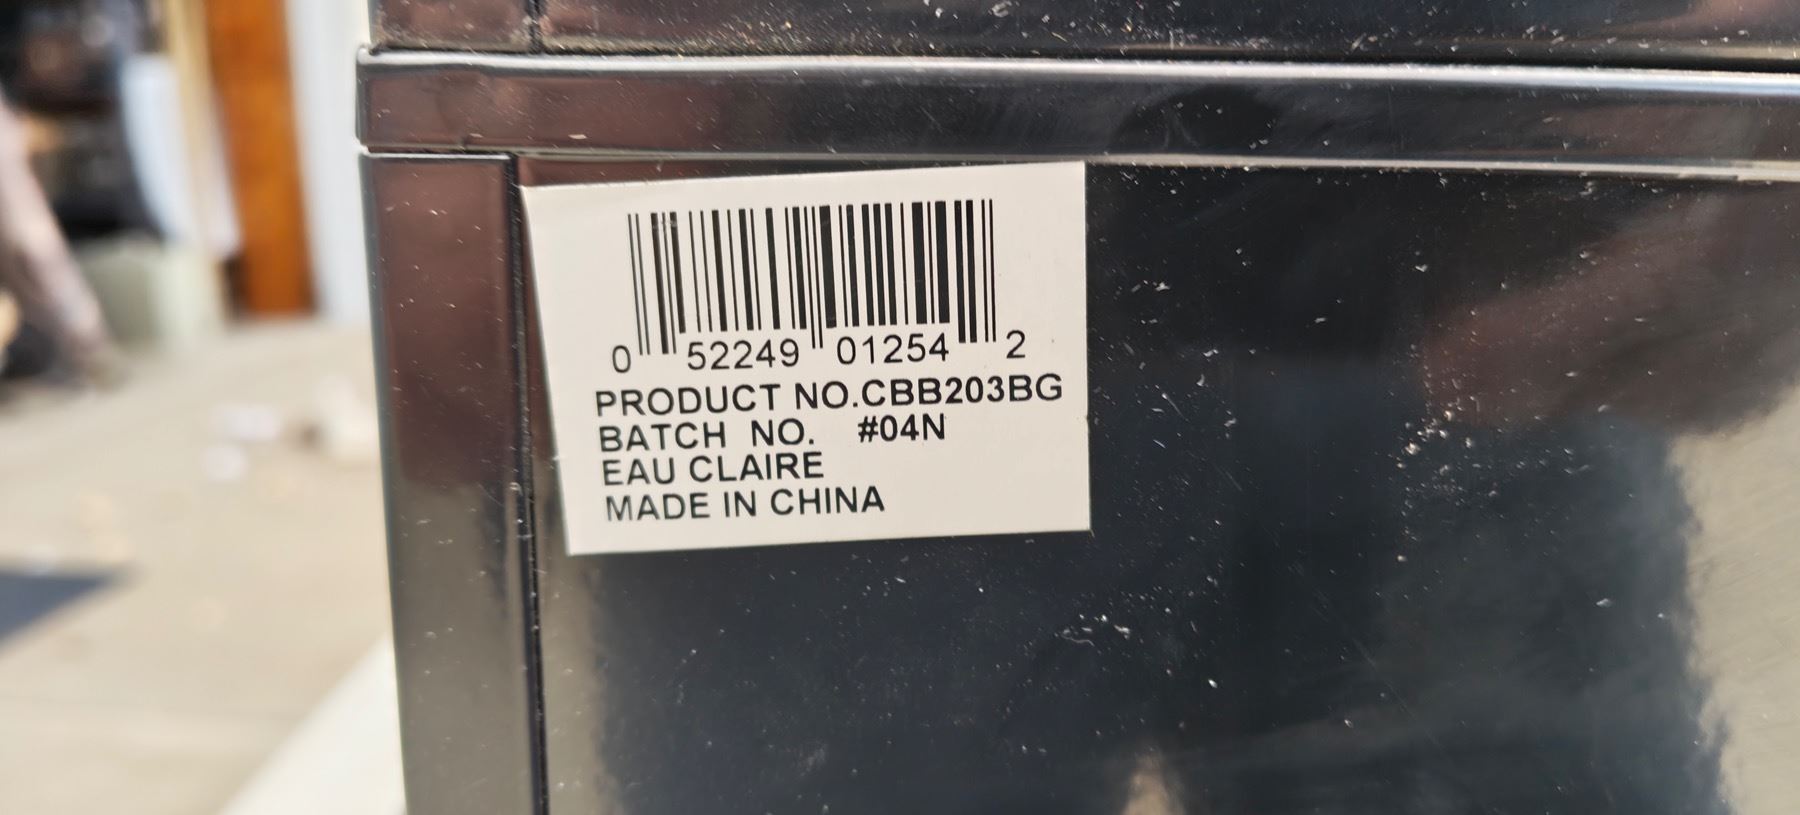 0 52249 01254 2
PRODUCT NO.CBB203BG
BATCH NO. #04N
EAU CLAIRE
MADE IN CHINA